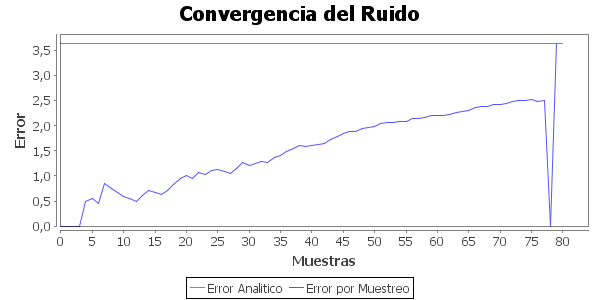 Convergencia del Ruido
3,5
3,0
2,5
2,0
1,5
1,0
0,5
0,0
Error
0 5 10 15 20 25 30 35 40 45 50 55 60 65 70 75 80
Muestras
Error Analitico Error por Muestreo